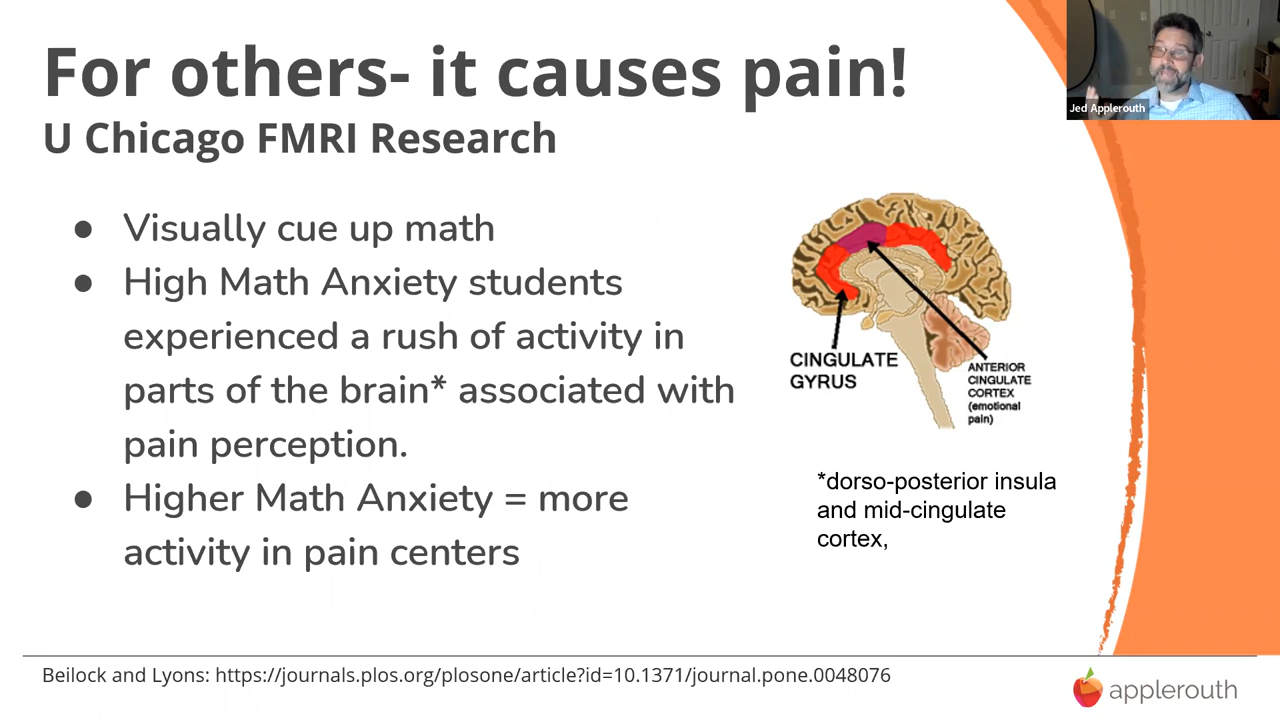 For others- it causes pain!
U Chicago FMRI Research
Jed Applerouth
● Visually cue up math
● High Math Anxiety students
experienced a rush of activity in
parts of the brain* associated with
pain perception.
● Higher Math Anxiety = more
activity in pain centers
CINGULATE
GYRUS
ANTERIOR
CINGULATE
CORTEX
(emotional
pain)
*dorso-posterior insula
and mid-cingulate
cortex,
Beilock and Lyons: https://journals.plos.org/plosone/article?id=10.1371/journal.pone.0048076
applerouth